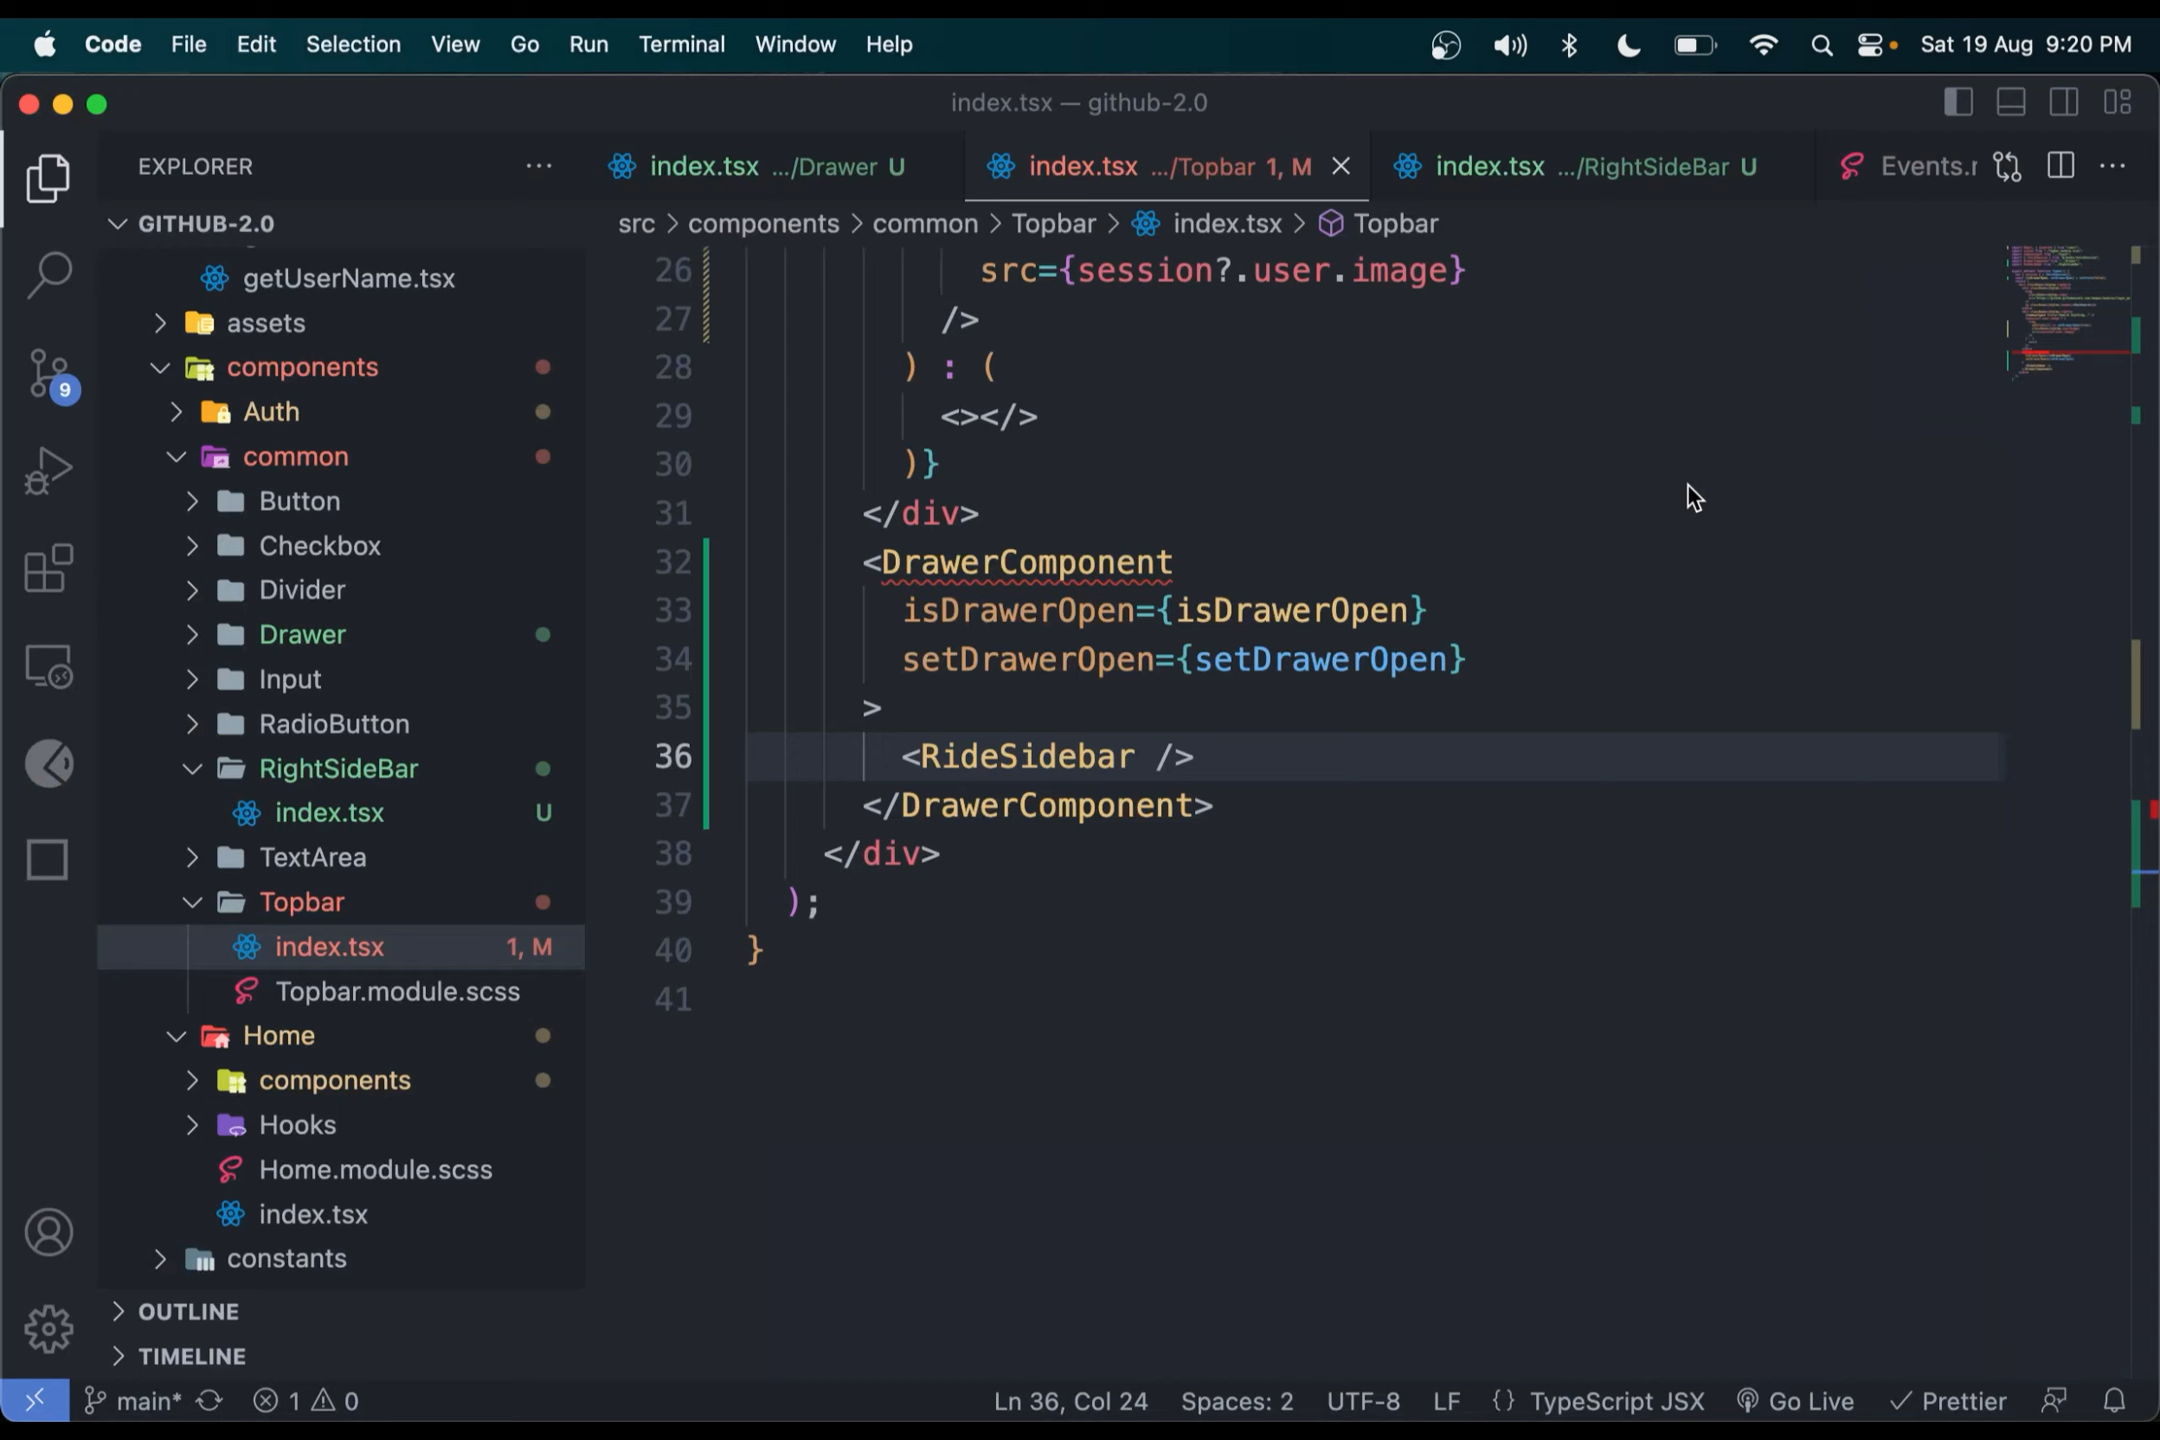 Code File Edit Selection View Go Run Terminal Window Help Sat 19 Aug 9:20 PM
index.tsx — github-2.0
EXPLORER
index.tsx .../Drawer U
index.tsx .../Topbar 1, M
index.tsx .../RightSideBar U
Events.r
GITHUB-2.0
src > components > common > Topbar > index.tsx > Topbar
getUserName.tsx
assets
components
Auth
common
Button
Checkbox
Divider
Drawer
Input
RadioButton
RightSideBar
index.tsx U
TextArea
Topbar
index.tsx 1, M
Topbar.module.scss
Home
components
Hooks
Home.module.scss
index.tsx
constants
OUTLINE
TIMELINE
9
26 src={session?.user.image}
27 />
28 ) : (
29 <></>
30 )}
31 </div>
32 <DrawerComponent
33 isDrawerOpen={isDrawerOpen}
34 setDrawerOpen={setDrawerOpen}
35 >
36 <RideSidebar />
37 </DrawerComponent>
38 </div>
39 );
40 }
41
main* 1 0 Ln 36, Col 24 Spaces: 2 UTF-8 LF {} TypeScript JSX Go Live Prettier